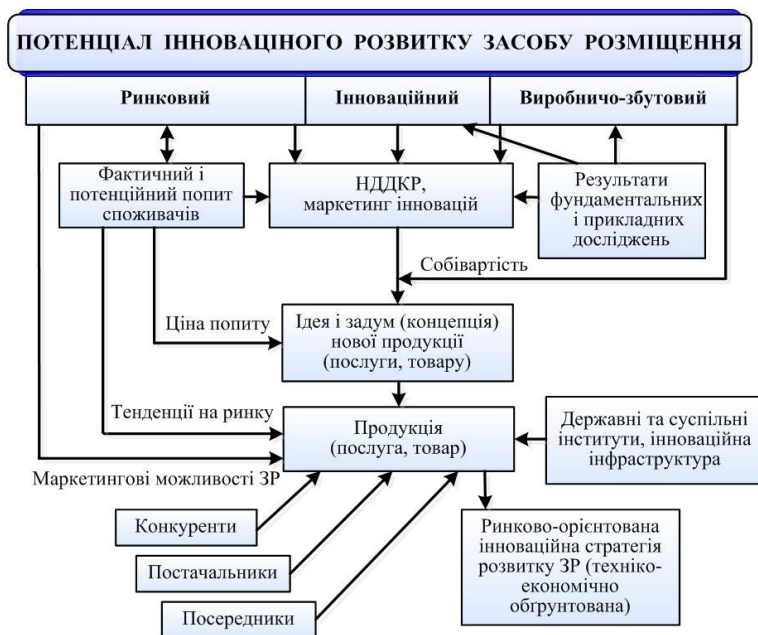 ПОТЕНЦІАЛ ІННОВАЦІНОГО РОЗВИТКУ ЗАСОБУ РОЗМІЩЕННЯ
Ринковий
Інноваційний
Виробничо-збутовий
Фактичний і
потенційний попит
споживачів
НДДКР,
маркетинг інновацій
Результати
фундаментальних
і прикладних
досліджень
Собівартість
Ціна попиту
Ідея і задум (концепція)
нової продукції
(послуги, товару)
Тенденції на ринку
Продукція
(послуга, товар)
Державні та суспільні
інститути, інноваційна
інфраструктура
Маркетингові можливості ЗР
Конкуренти
Постачальники
Посередники
Ринково-орієнтована
інноваційна стратегія
розвитку ЗР (техніко-
економічно
обґрунтована)